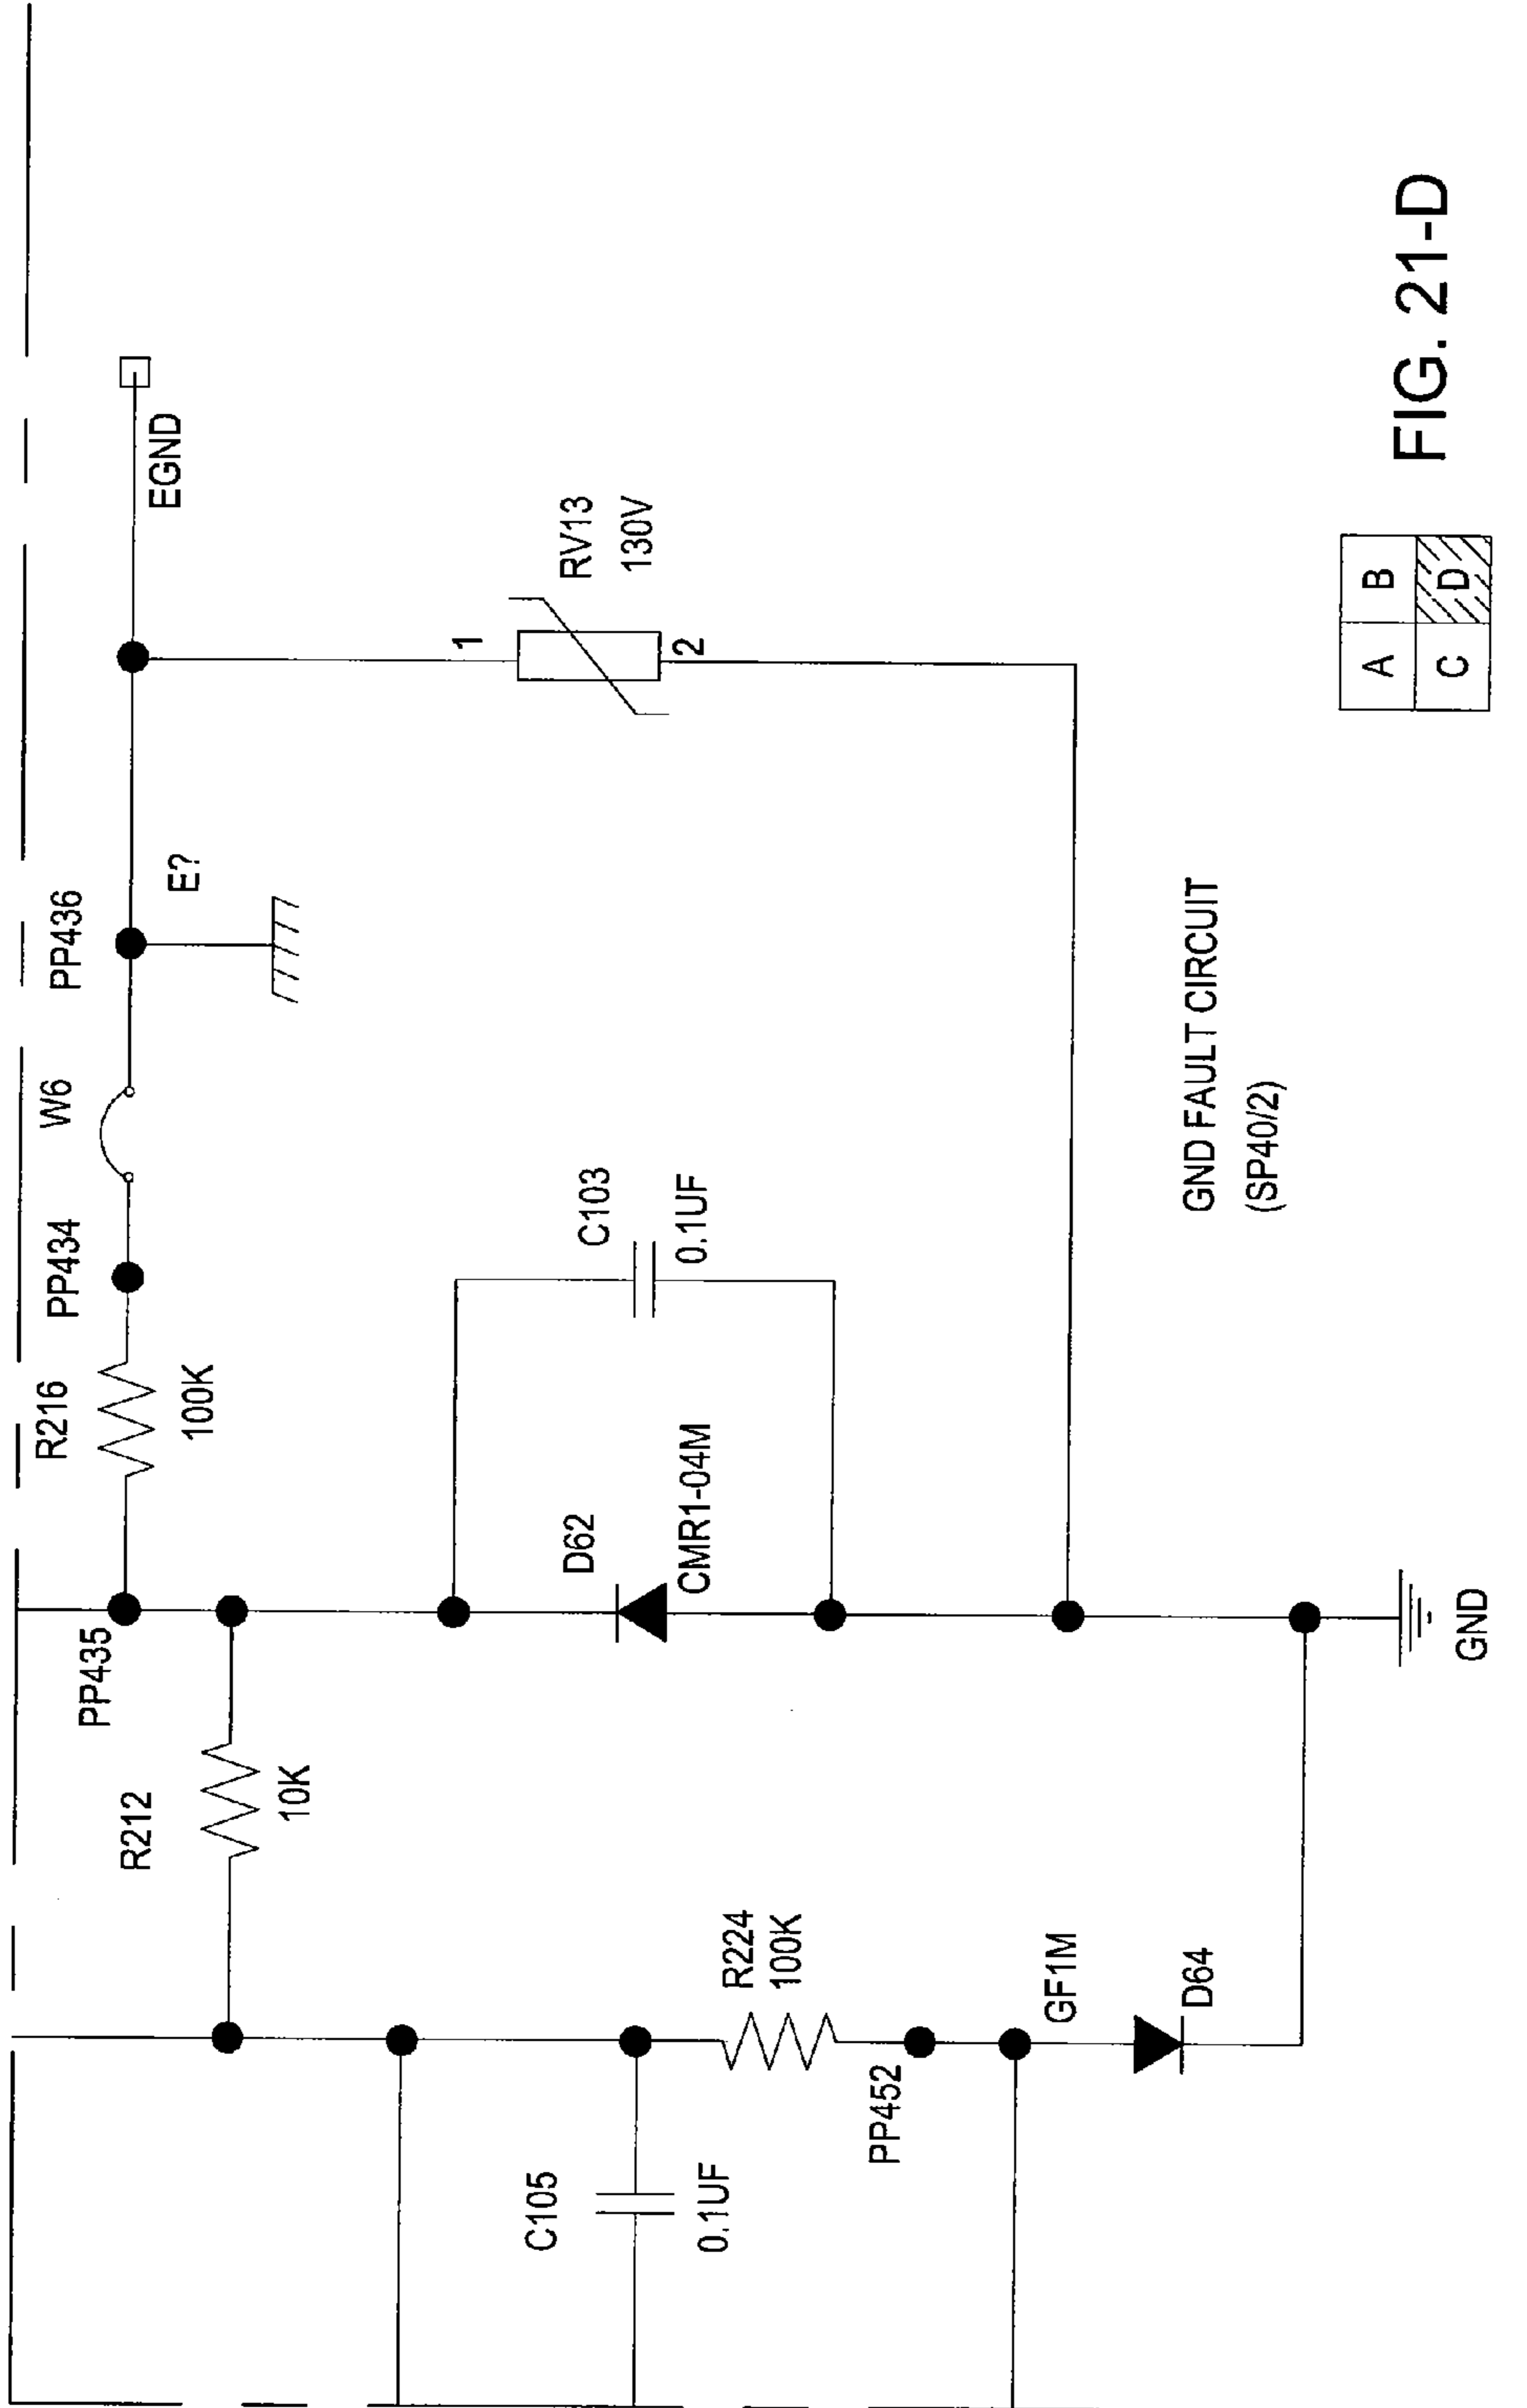 R216
PP434
W6
PP436
100K
E?
EGND
PP435
R212
10K
D62
CMR1-04M
C103
0.1UF
1
RV13
130V
2
C105
0.1UF
R224
100K
PP452
GF1M
D64
GND
GND FAULT CIRCUIT
(SP40/2)
A B
C D
FIG. 21-D